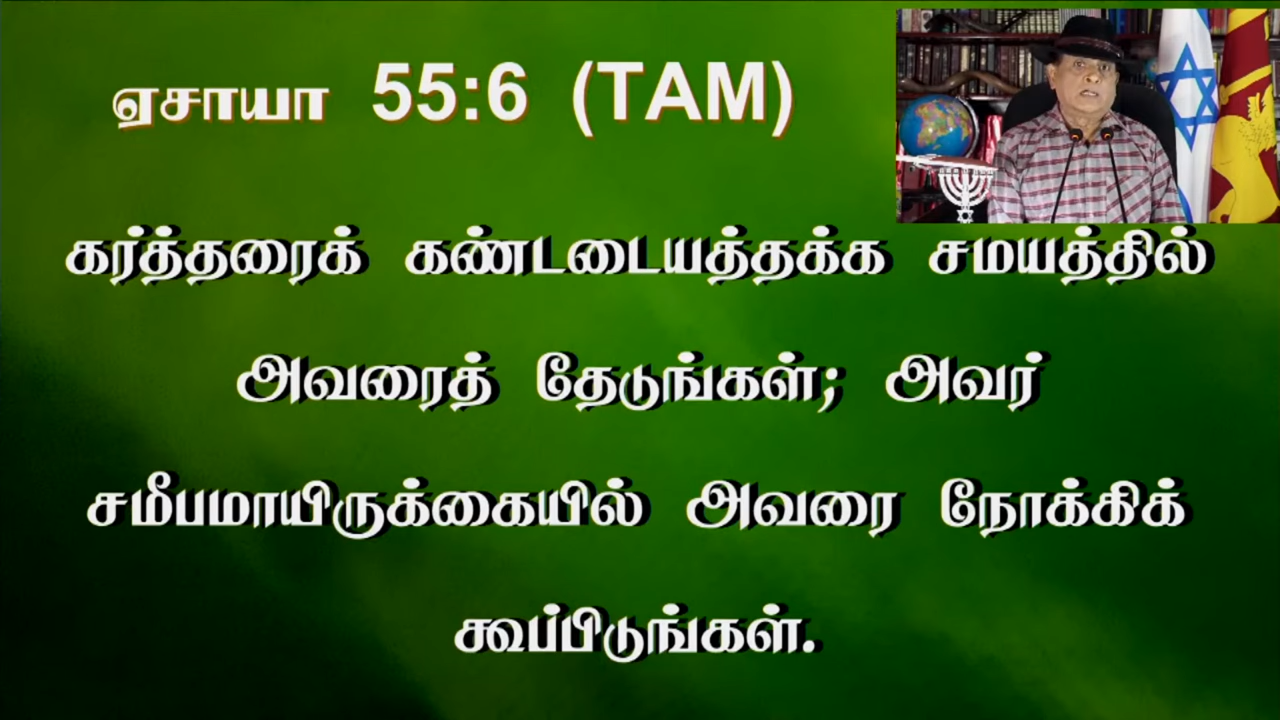 ஏசாயா 55:6 (TAM)
கர்த்தரைக் கண்டடையத்தக்க சமயத்தில்
அவரைத் தேடுங்கள்; அவர்
சமீபமாயிருக்கையில் அவரை நோக்கிக்
கூப்பிடுங்கள்.